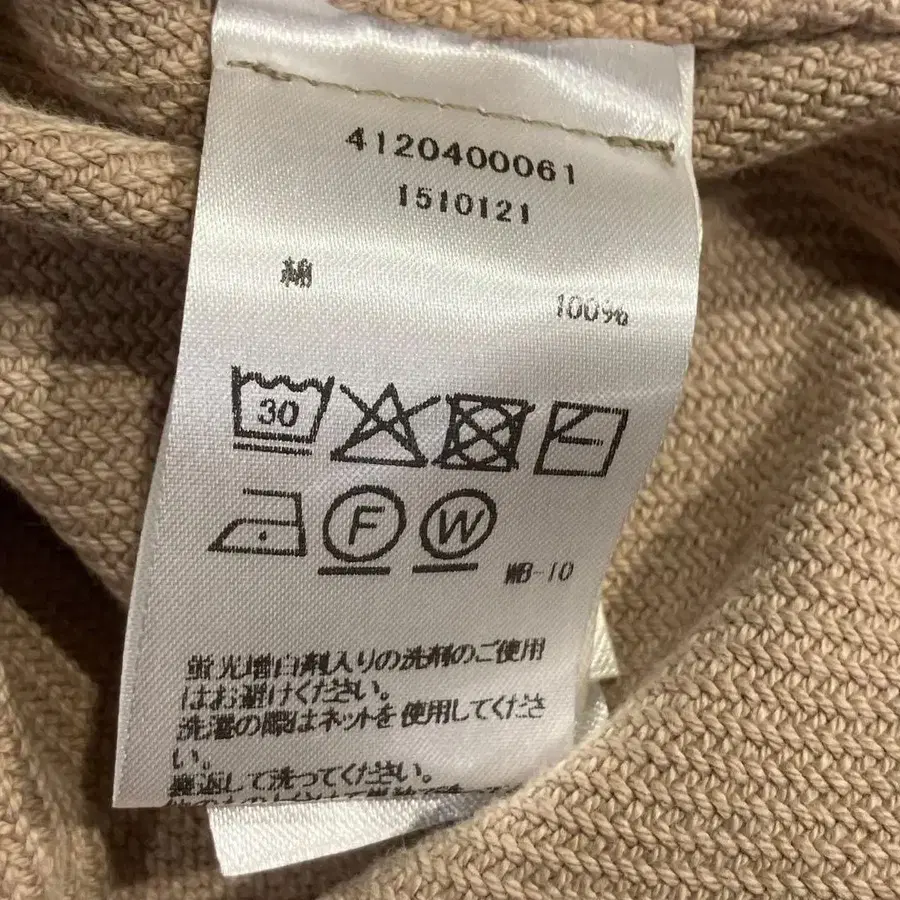 4120400061
1510121
綿 100%
30
F W
WB-10
蛍光増白剤入りの洗剤のご使用
はお避けください。
洗濯の際はネットを使用してくださ
い。
裏返して洗ってください。